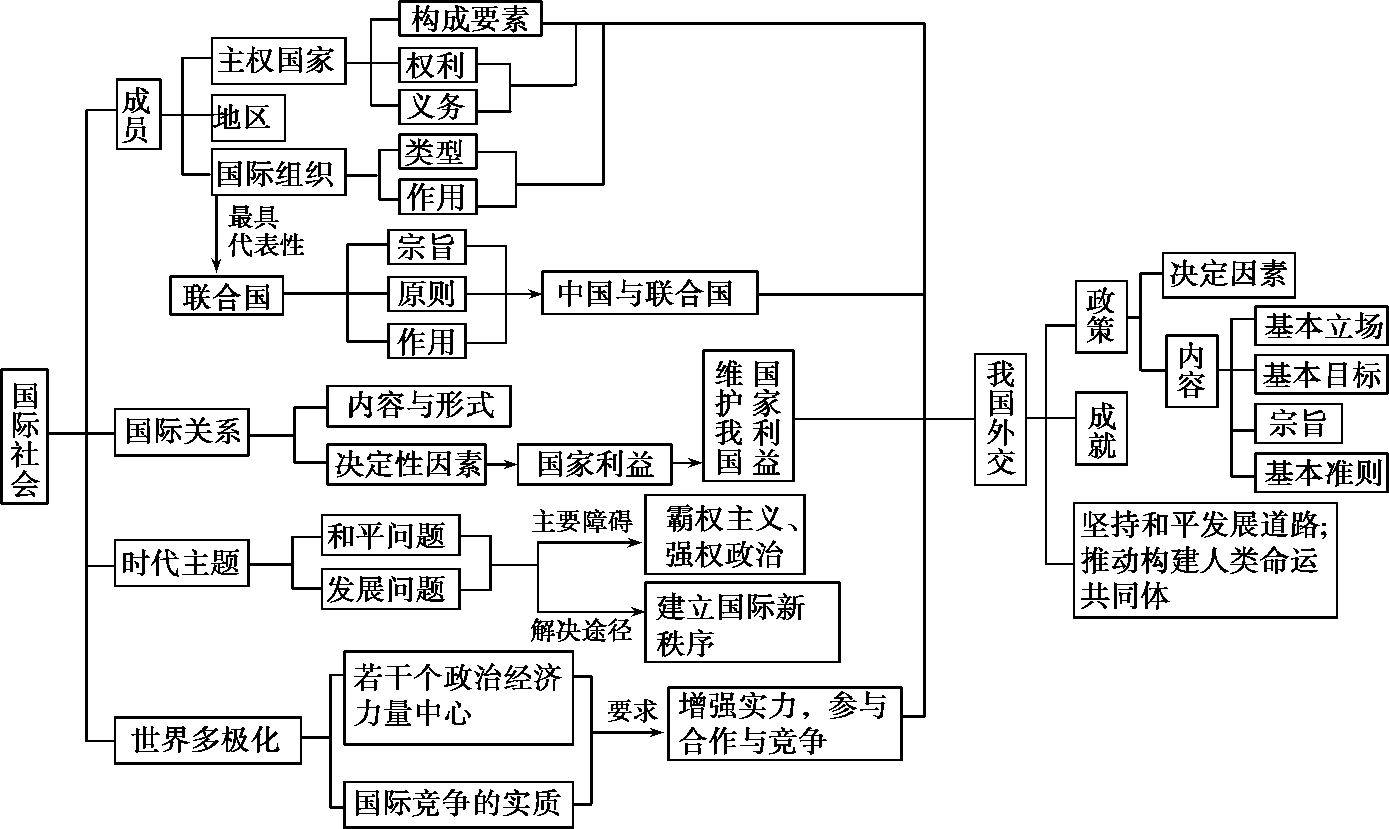 国际社会
成员
主权国家
构成要素
权利
义务
地区
国际组织
类型
作用
最具
代表性
联合国
宗旨
原则
作用
中国与联合国
国际关系
内容与形式
决定性因素
国家利益
维护我国
国家利益
时代主题
和平问题
发展问题
主要障碍
霸权主义、
强权政治
解决途径
建立国际新
秩序
世界多极化
若干个政治经济
力量中心
国际竞争的实质
要求
增强实力，参与
合作与竞争
我国外交
政策
决定因素
内容
基本立场
基本目标
宗旨
基本准则
成就
坚持和平发展道路;
推动构建人类命运
共同体